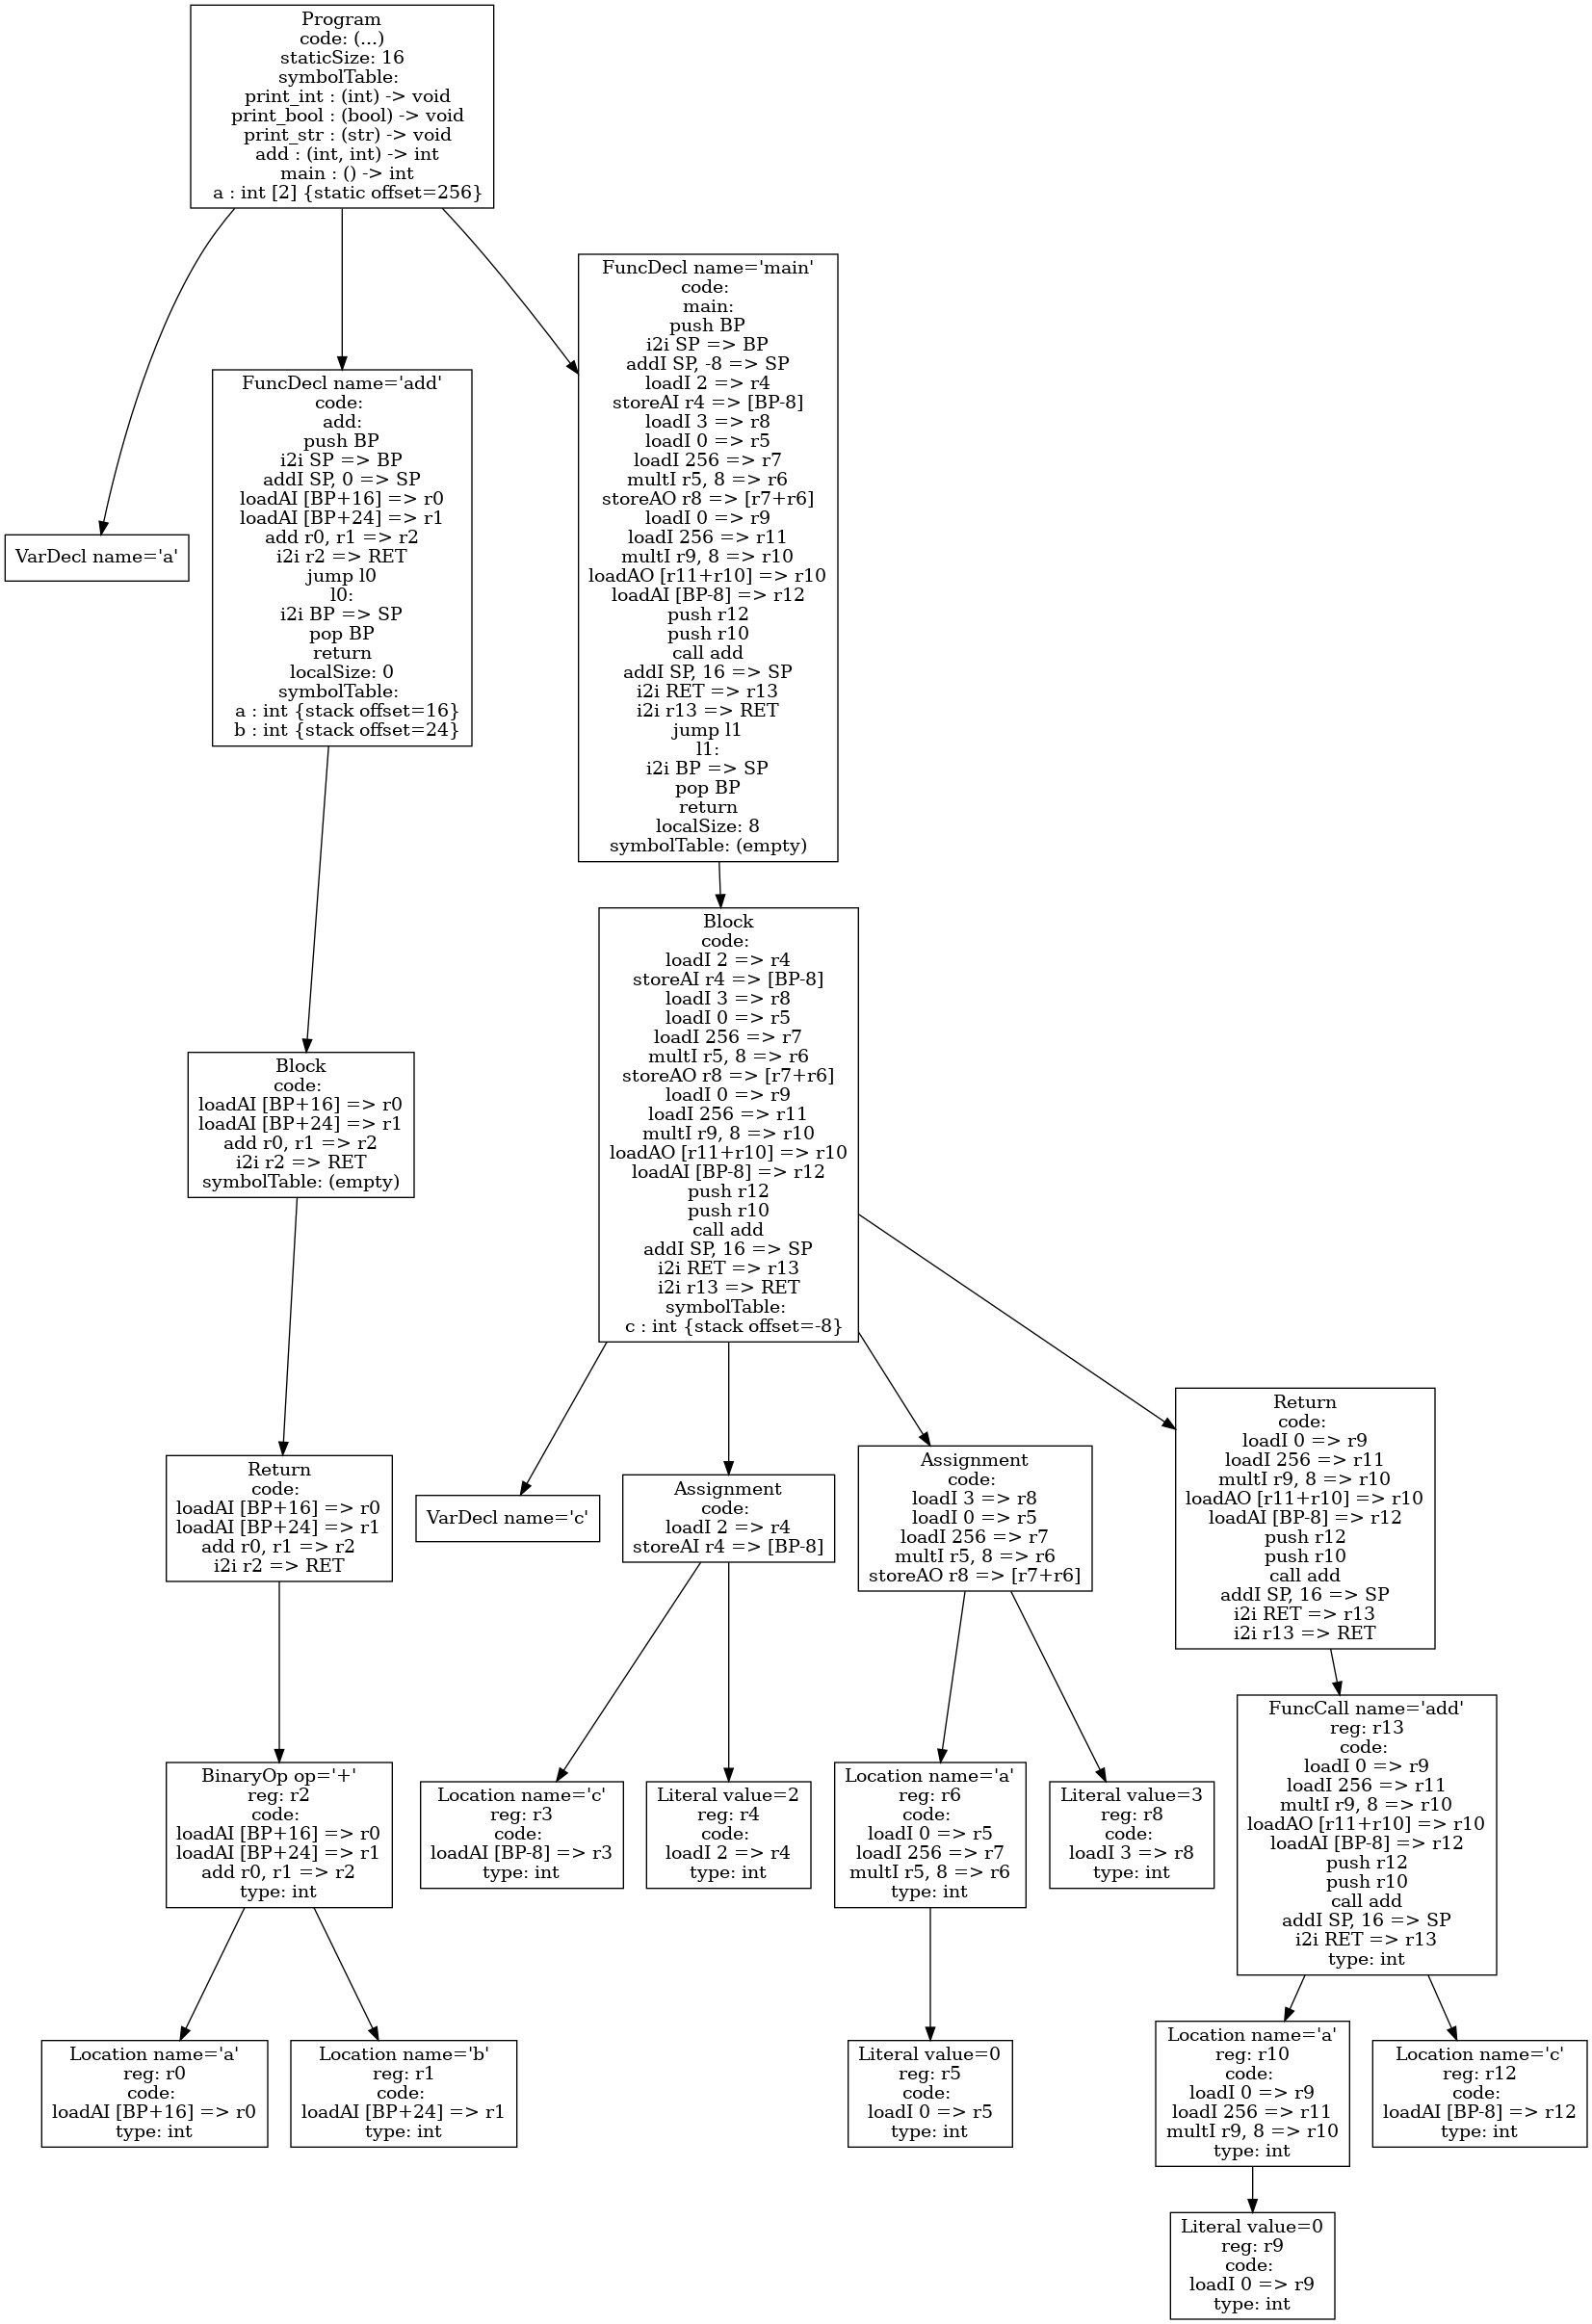 Program
code: (...)
staticSize: 16
symbolTable:
print_int : (int) -> void
print_bool : (bool) -> void
print_str : (str) -> void
add : (int, int) -> int
main : () -> int
a : int [2] {static offset=256}
VarDecl name='a'
FuncDecl name='add'
code:
add:
push BP
i2i SP => BP
addI SP, 0 => SP
loadAI [BP+16] => r0
loadAI [BP+24] => r1
add r0, r1 => r2
i2i r2 => RET
jump l0
l0:
i2i BP => SP
pop BP
return
localSize: 0
symbolTable:
a : int {stack offset=16}
b : int {stack offset=24}
FuncDecl name='main'
code:
main:
push BP
i2i SP => BP
addI SP, -8 => SP
loadI 2 => r4
storeAI r4 => [BP-8]
loadI 3 => r8
loadI 0 => r5
loadI 256 => r7
multI r5, 8 => r6
storeAO r8 => [r7+r6]
loadI 0 => r9
loadI 256 => r11
multI r9, 8 => r10
loadAO [r11+r10] => r10
loadAI [BP-8] => r12
push r12
push r10
call add
addI SP, 16 => SP
i2i RET => r13
i2i r13 => RET
jump l1
l1:
i2i BP => SP
pop BP
return
localSize: 8
symbolTable: (empty)
Block
code:
loadAI [BP+16] => r0
loadAI [BP+24] => r1
add r0, r1 => r2
i2i r2 => RET
symbolTable: (empty)
Block
code:
loadI 2 => r4
storeAI r4 => [BP-8]
loadI 3 => r8
loadI 0 => r5
loadI 256 => r7
multI r5, 8 => r6
storeAO r8 => [r7+r6]
loadI 0 => r9
loadI 256 => r11
multI r9, 8 => r10
loadAO [r11+r10] => r10
loadAI [BP-8] => r12
push r12
push r10
call add
addI SP, 16 => SP
i2i RET => r13
i2i r13 => RET
symbolTable:
c : int {stack offset=-8}
Return
code:
loadAI [BP+16] => r0
loadAI [BP+24] => r1
add r0, r1 => r2
i2i r2 => RET
VarDecl name='c'
Assignment
code:
loadI 2 => r4
storeAI r4 => [BP-8]
Assignment
code:
loadI 3 => r8
loadI 0 => r5
loadI 256 => r7
multI r5, 8 => r6
storeAO r8 => [r7+r6]
Return
code:
loadI 0 => r9
loadI 256 => r11
multI r9, 8 => r10
loadAO [r11+r10] => r10
loadAI [BP-8] => r12
push r12
push r10
call add
addI SP, 16 => SP
i2i RET => r13
i2i r13 => RET
BinaryOp op='+'
reg: r2
code:
loadAI [BP+16] => r0
loadAI [BP+24] => r1
add r0, r1 => r2
type: int
Location name='c'
reg: r3
code:
loadAI [BP-8] => r3
type: int
Literal value=2
reg: r4
code:
loadI 2 => r4
type: int
Location name='a'
reg: r6
code:
loadI 0 => r5
loadI 256 => r7
multI r5, 8 => r6
type: int
Literal value=3
reg: r8
code:
loadI 3 => r8
type: int
FuncCall name='add'
reg: r13
code:
loadI 0 => r9
loadI 256 => r11
multI r9, 8 => r10
loadAO [r11+r10] => r10
loadAI [BP-8] => r12
push r12
push r10
call add
addI SP, 16 => SP
i2i RET => r13
type: int
Location name='a'
reg: r0
code:
loadAI [BP+16] => r0
type: int
Location name='b'
reg: r1
code:
loadAI [BP+24] => r1
type: int
Literal value=0
reg: r5
code:
loadI 0 => r5
type: int
Location name='a'
reg: r10
code:
loadI 0 => r9
loadI 256 => r11
multI r9, 8 => r10
type: int
Location name='c'
reg: r12
code:
loadAI [BP-8] => r12
type: int
Literal value=0
reg: r9
code:
loadI 0 => r9
type: int